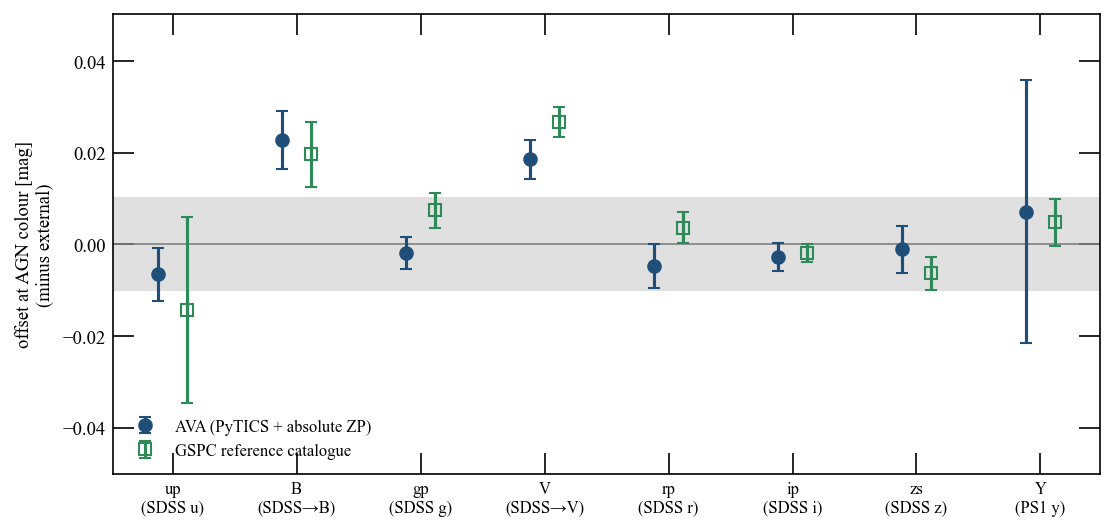 offset at AGN colour [mag]
(minus external)
0.04
0.02
0.00
−0.02
−0.04
AVA (PyTICS + absolute ZP)
GSPC reference catalogue
up
(SDSS u)
B
(SDSS→B)
gp
(SDSS g)
V
(SDSS→V)
rp
(SDSS r)
ip
(SDSS i)
zs
(SDSS z)
Y
(PS1 y)